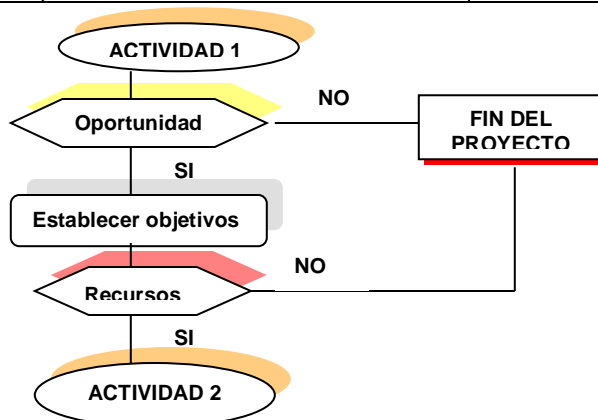 ACTIVIDAD 1
Oportunidad
NO
FIN DEL
PROYECTO
SI
Establecer objetivos
Recursos
NO
SI
ACTIVIDAD 2